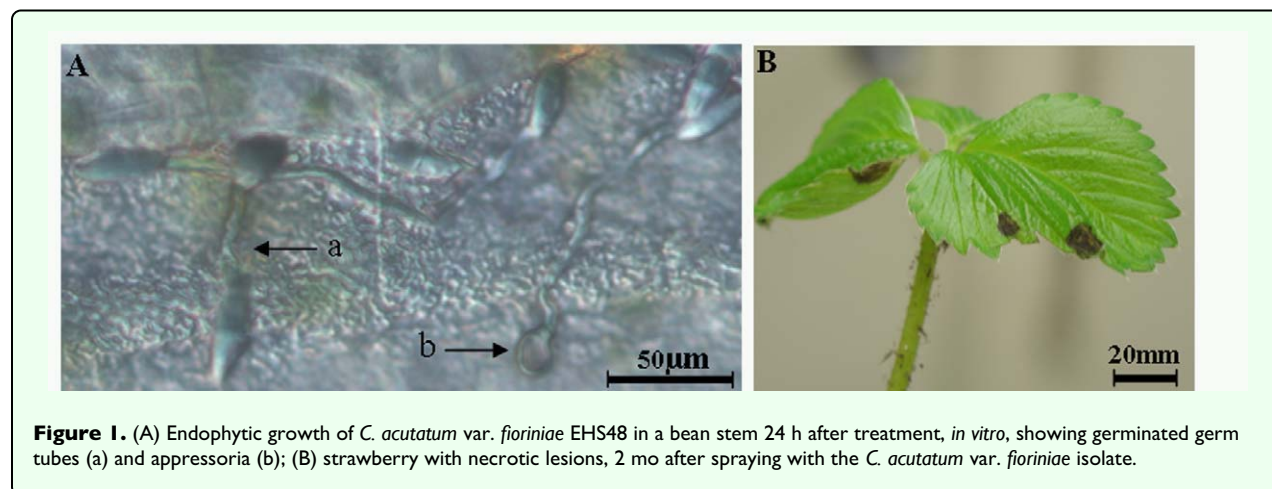 A
B
a
b
50μm
20mm
Figure 1. (A) Endophytic growth of C. acutatum var. fioriniae EHS48 in a bean stem 24 h after treatment, in vitro, showing germinated germ
tubes (a) and appressoria (b); (B) strawberry with necrotic lesions, 2 mo after spraying with the C. acutatum var. fioriniae isolate.